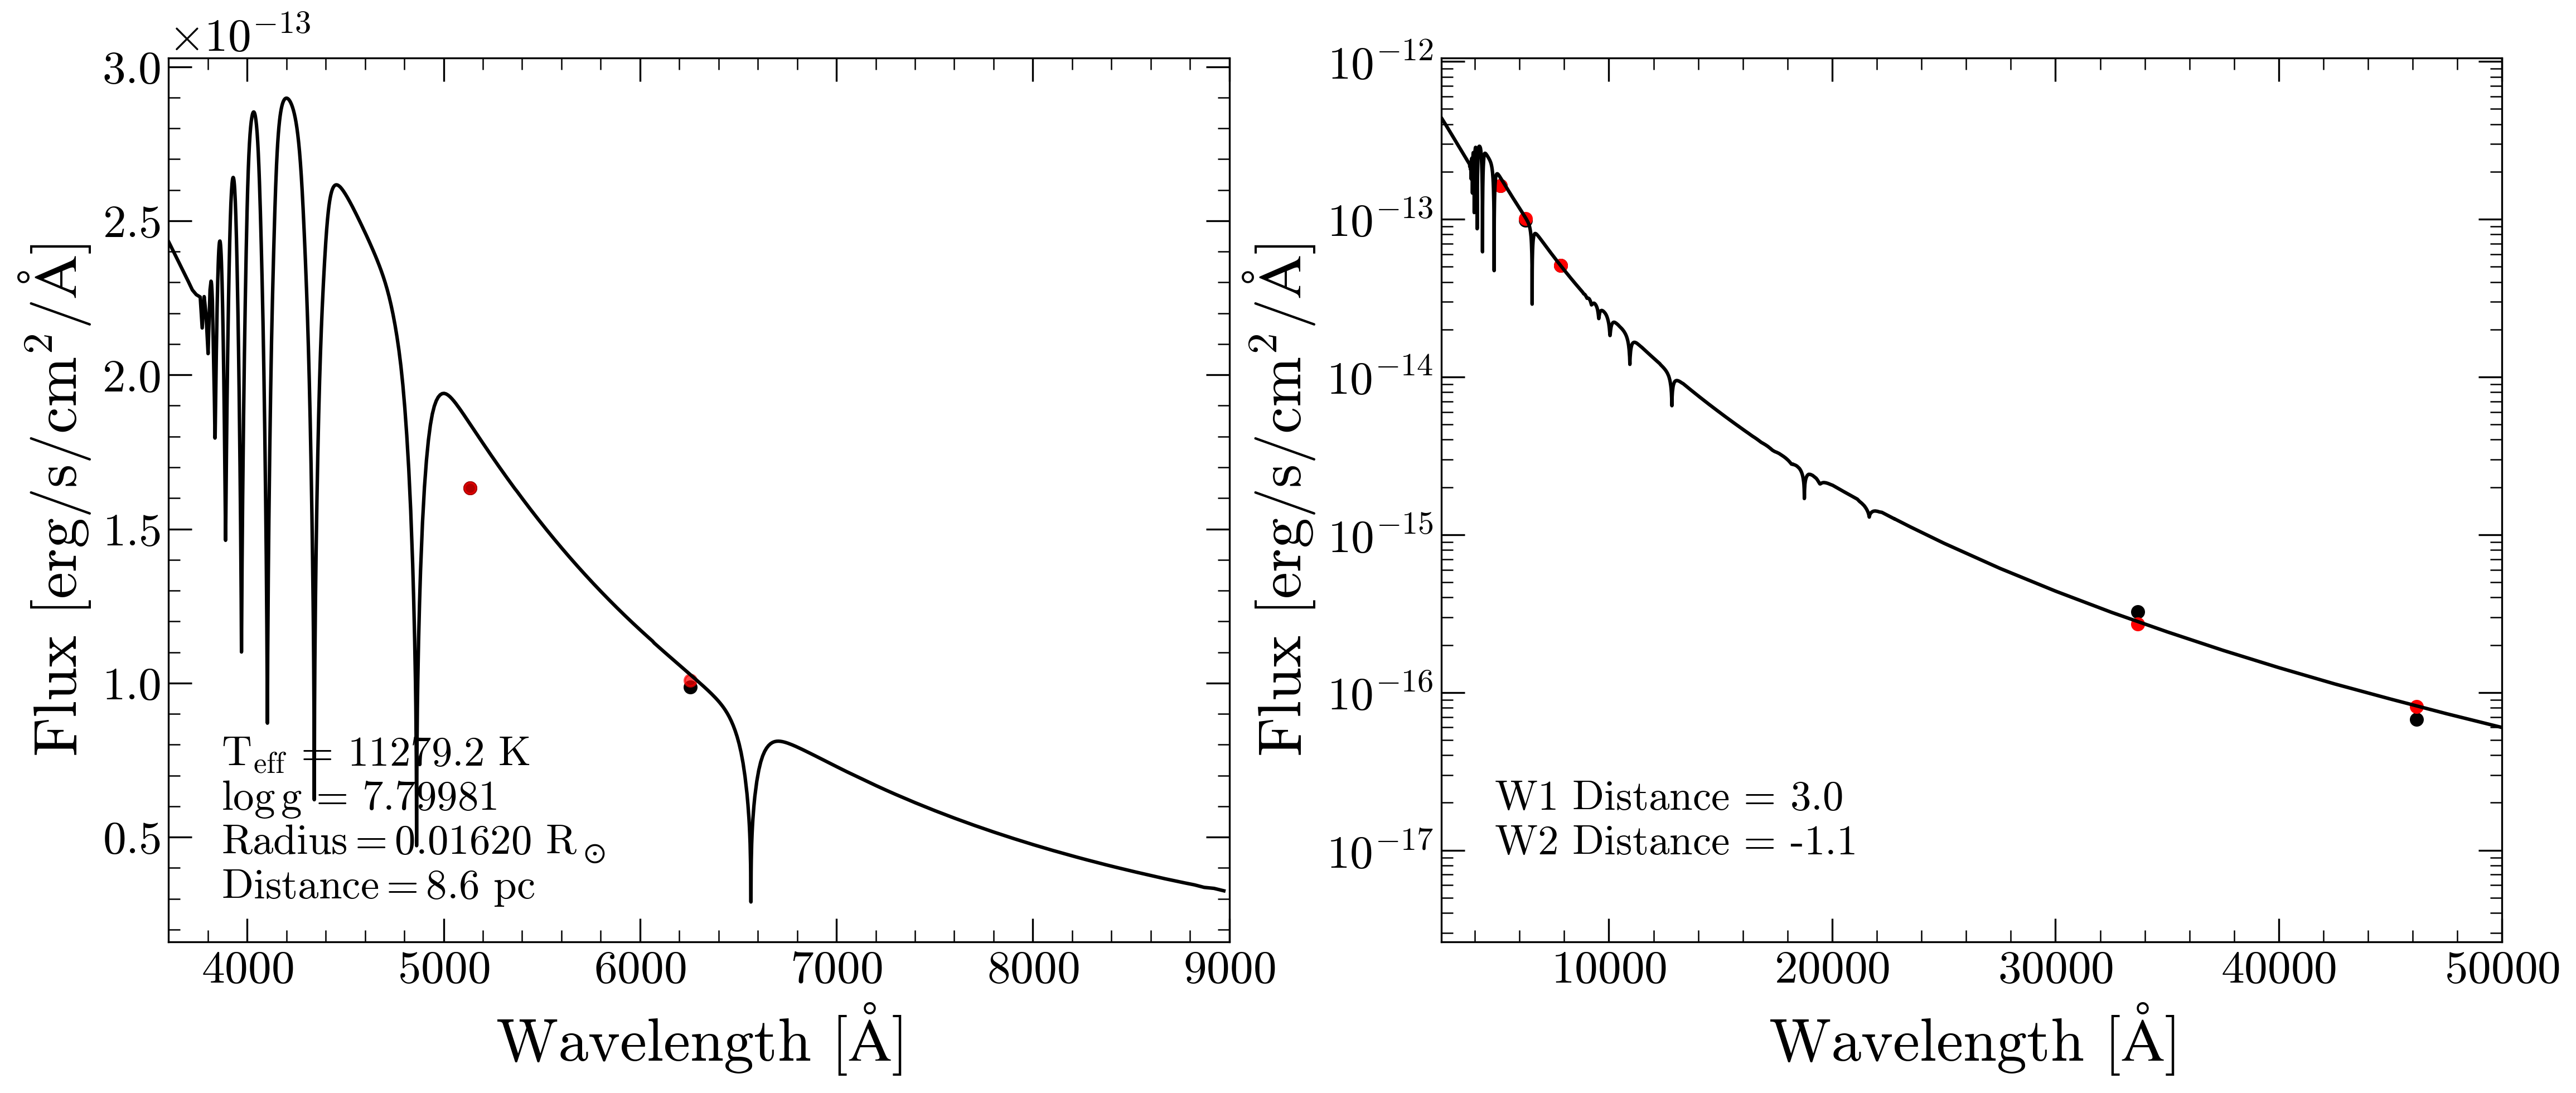 ×10⁻¹³
3.0
2.5
2.0
1.5
1.0
0.5
Flux [erg/s/cm²/Å]
T_eff = 11279.2 K
log g = 7.79981
Radius = 0.01620 R_⊙
Distance = 8.6 pc
4000 5000 6000 7000 8000 9000
Wavelength [Å]
10⁻¹²
10⁻¹³
10⁻¹⁴
10⁻¹⁵
10⁻¹⁶
10⁻¹⁷
Flux [erg/s/cm²/Å]
W1 Distance = 3.0
W2 Distance = -1.1
10000 20000 30000 40000 50000
Wavelength [Å]